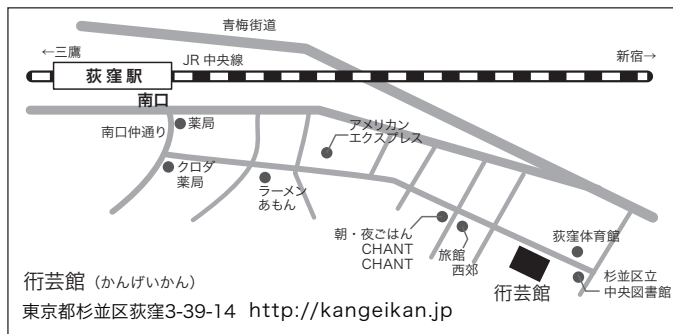 青梅街道
←三鷹
JR中央線
新宿→
荻窪駅
南口
南口仲通り
薬局
アメリカン
エクスプレス
クロダ
薬局
ラーメン
あもん
朝・夜ごはん
CHANT
CHANT
旅館
西郊
荻窪体育館
衎芸館
杉並区立
中央図書館
衎芸館（かんげいかん）
東京都杉並区荻窪3-39-14 http://kangeikan.jp